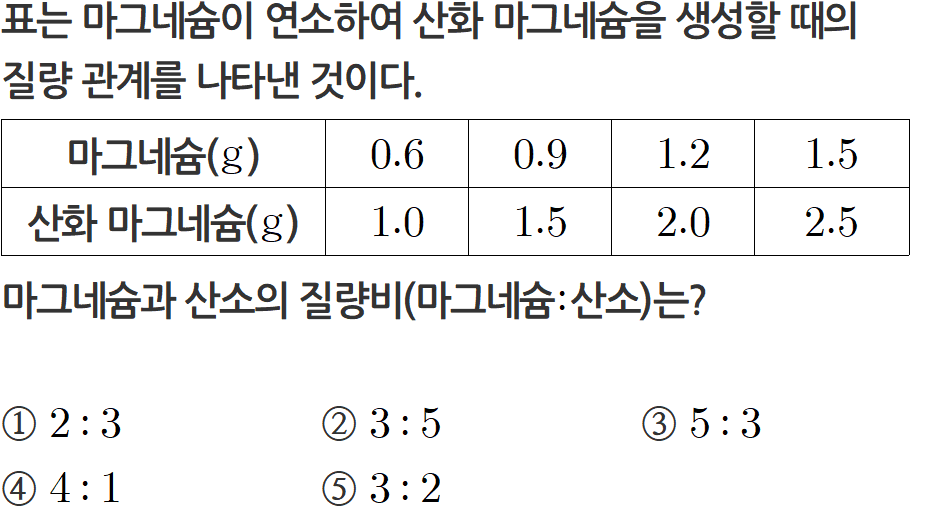 표는 마그네슘이 연소하여 산화 마그네슘을 생성할 때의
질량 관계를 나타낸 것이다.
마그네슘(g) 0.6 0.9 1.2 1.5
산화 마그네슘(g) 1.0 1.5 2.0 2.5
마그네슘과 산소의 질량비(마그네슘:산소)는?
① 2 : 3 ② 3 : 5 ③ 5 : 3
④ 4 : 1 ⑤ 3 : 2